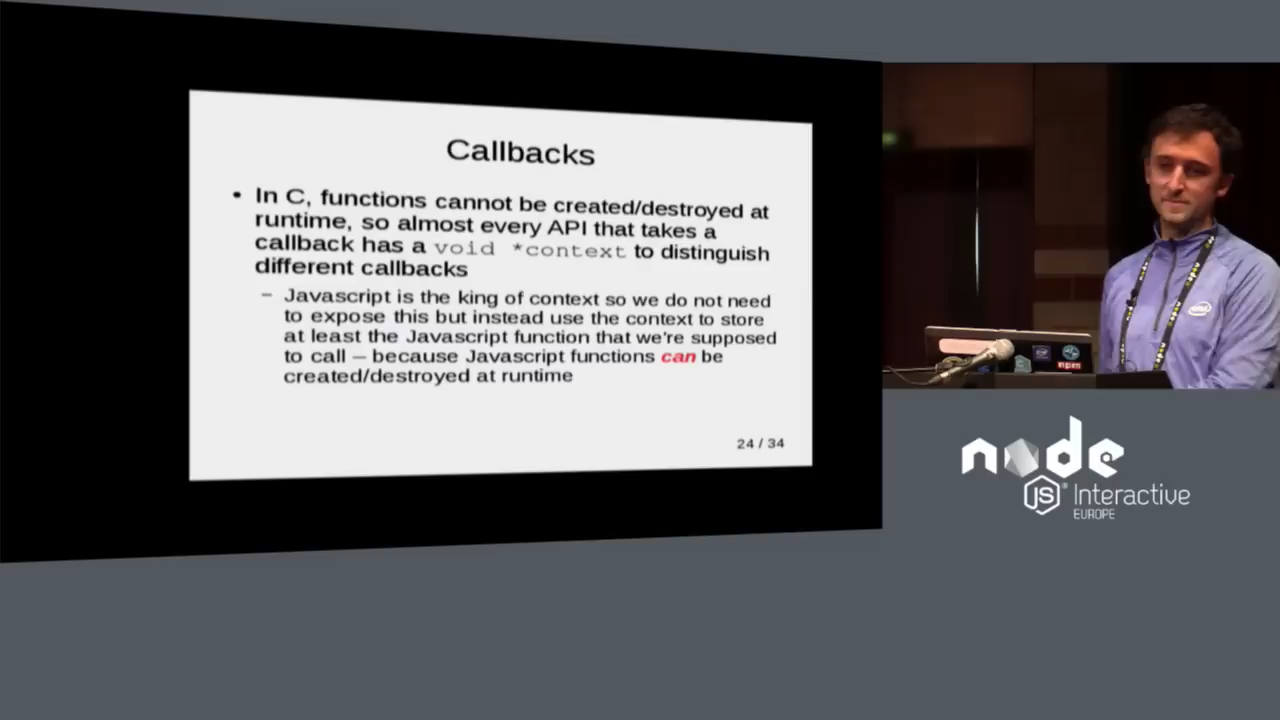 Callbacks
• In C, functions cannot be created/destroyed at
runtime, so almost every API that takes a
callback has a void *context to distinguish
different callbacks
– Javascript is the king of context so we do not need
to expose this but instead use the context to store
at least the Javascript function that we're supposed
to call – because Javascript functions can be
created/destroyed at runtime
24 / 34
intel
npm
node
JS
Interactive
EUROPE